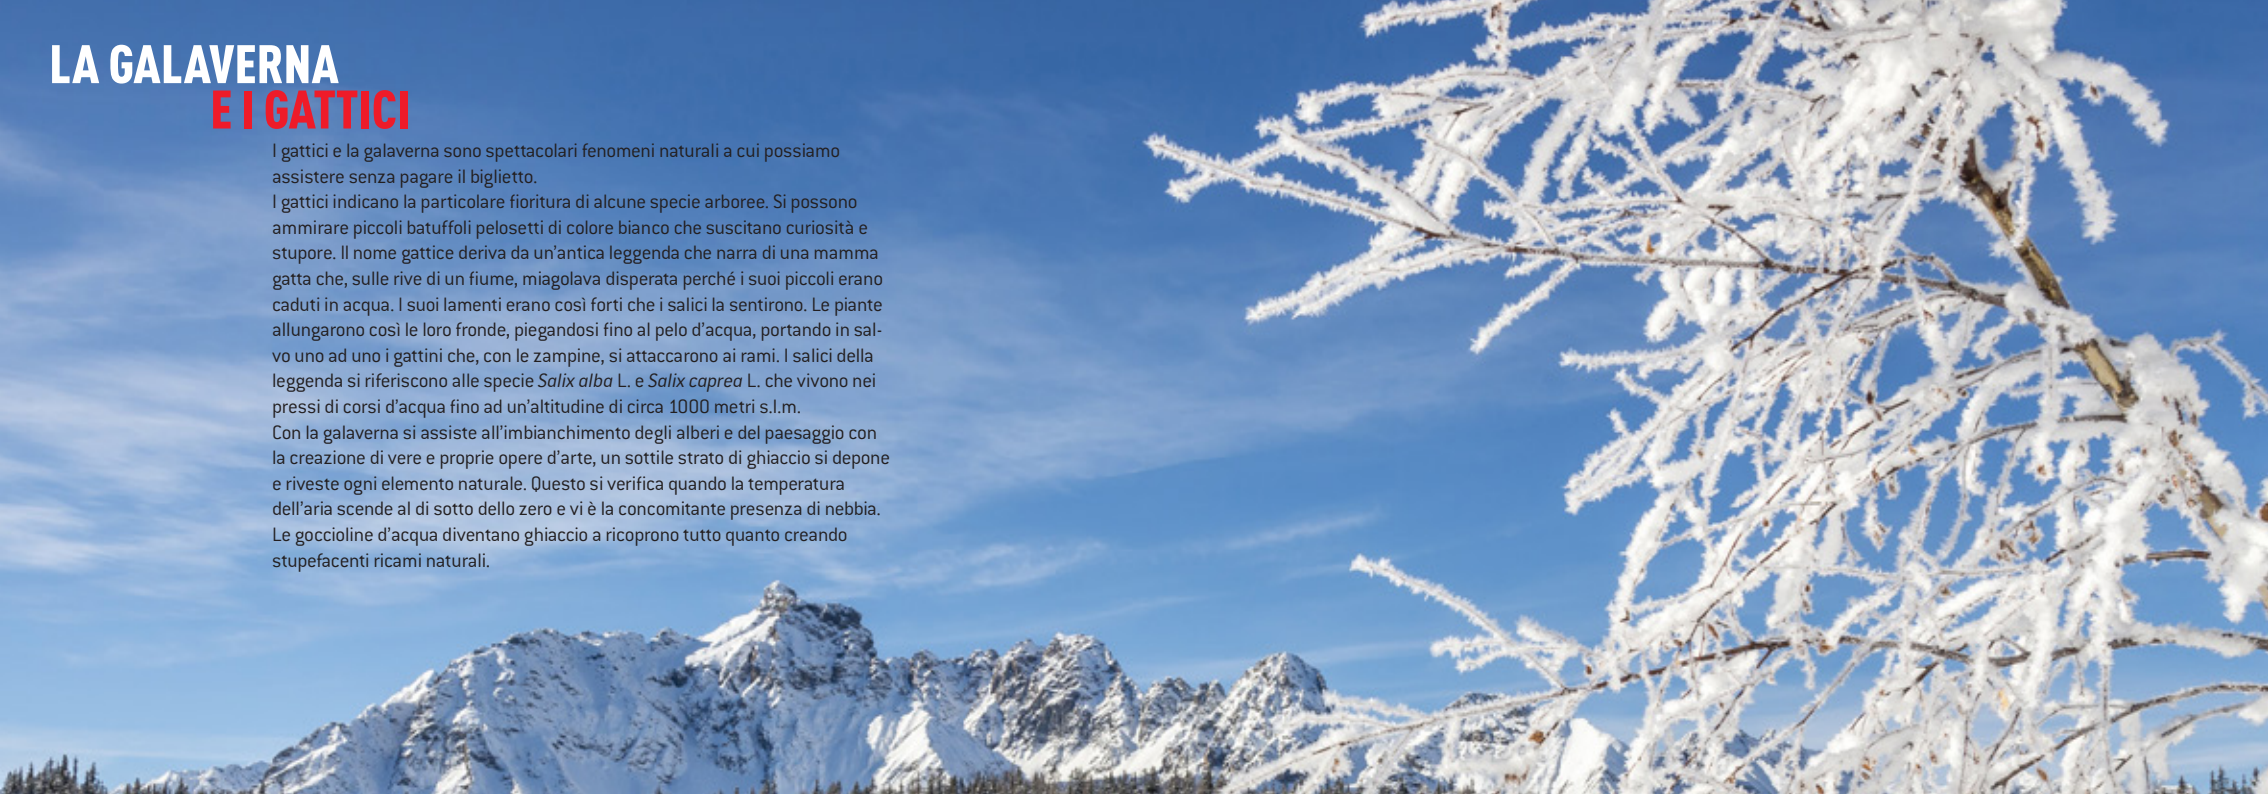 LA GALAVERNA
E I GATTICI
I gattici e la galaverna sono spettacolari fenomeni naturali a cui possiamo
assistere senza pagare il biglietto.
I gattici indicano la particolare fioritura di alcune specie arboree. Si possono
ammirare piccoli batuffoli pelosetti di colore bianco che suscitano curiosità e
stupore. Il nome gattice deriva da un'antica leggenda che narra di una mamma
gatta che, sulle rive di un fiume, miagolava disperata perché i suoi piccoli erano
caduti in acqua. I suoi lamenti erano così forti che i salici la sentirono. Le piante
allungarono così le loro fronde, piegandosi fino al pelo d'acqua, portando in sal-
vo uno ad uno i gattini che, con le zampine, si attaccarono ai rami. I salici della
leggenda si riferiscono alle specie Salix alba L. e Salix caprea L. che vivono nei
pressi di corsi d'acqua fino ad un'altitudine di circa 1000 metri s.l.m.
Con la galaverna si assiste all'imbianchimento degli alberi e del paesaggio con
la creazione di vere e proprie opere d'arte, un sottile strato di ghiaccio si depone
e riveste ogni elemento naturale. Questo si verifica quando la temperatura
dell'aria scende al di sotto dello zero e vi è la concomitante presenza di nebbia.
Le goccioline d'acqua diventano ghiaccio a ricoprono tutto quanto creando
stupefacenti ricami naturali.